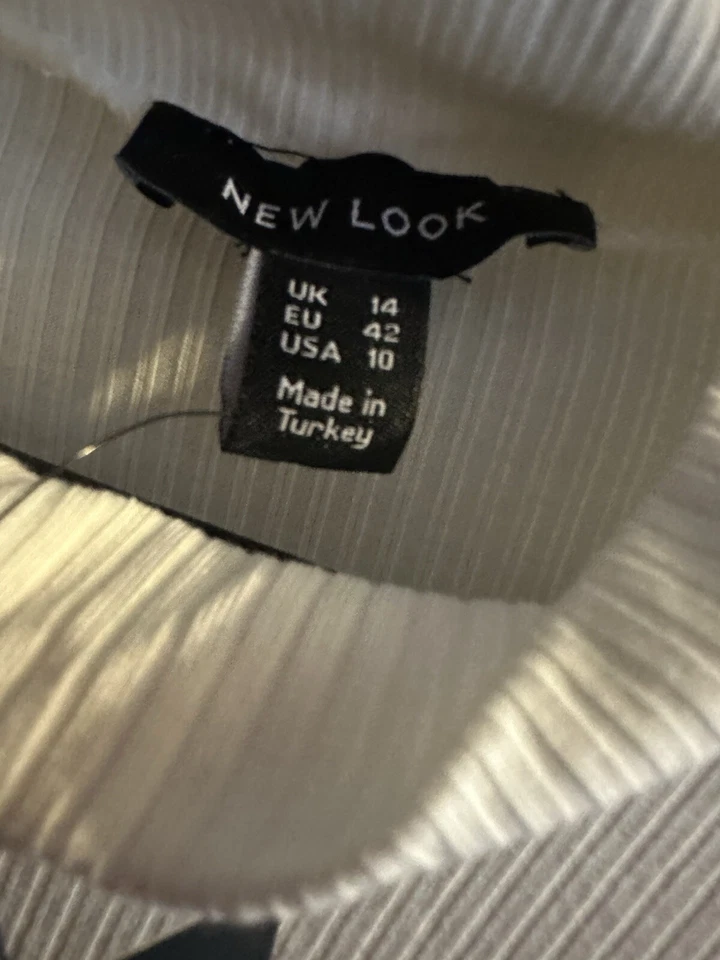 NEW LOOK
UK 14
EU 42
USA 10
Made in
Turkey